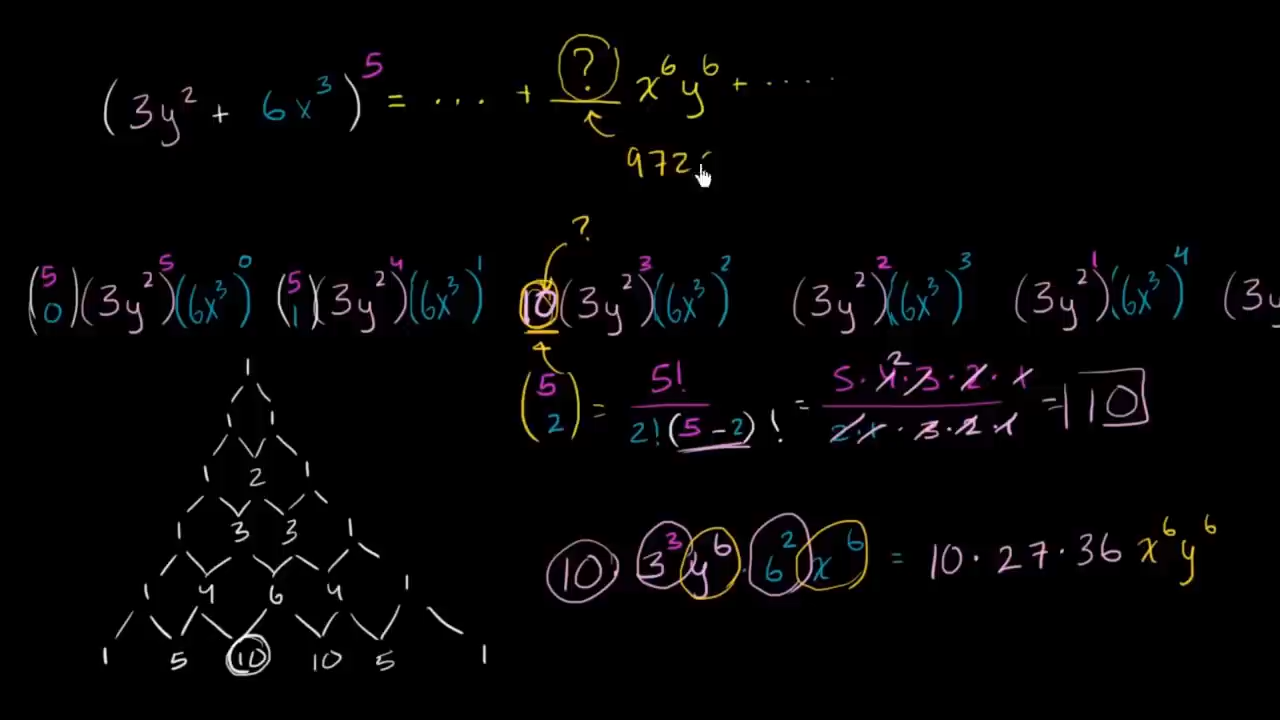 (3y² + 6x³)⁵ = ... + ? x⁶y⁶ + .....
972
?
(5 0)(3y²)⁵(6x³)⁰ (5 1)(3y²)⁴(6x³)¹ 10(3y²)³(6x³)² (3y²)²(6x³)³ (3y²)¹(6x³)⁴ (3y
(5 2) = 5!/2!(5-2)! = 5·4²·3·2·1/2·1·3·2·1 = 10
1
1 1
1 2 1
1 3 3 1
1 4 6 4 1
1 5 10 10 5 1
10 · 3³y⁶ · 6²x⁶ = 10·27·36 x⁶y⁶